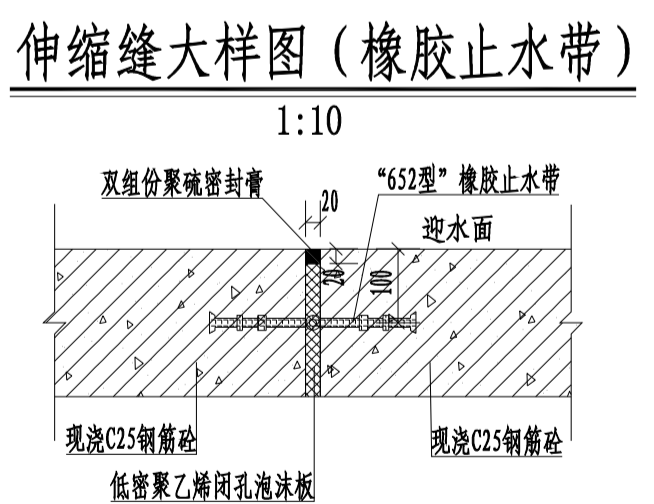 伸缩缝大样图（橡胶止水带）
1:10
双组份聚硫密封膏
20
“652型”橡胶止水带
迎水面
20
100
现浇C25钢筋砼
现浇C25钢筋砼
低密聚乙烯闭孔泡沫板